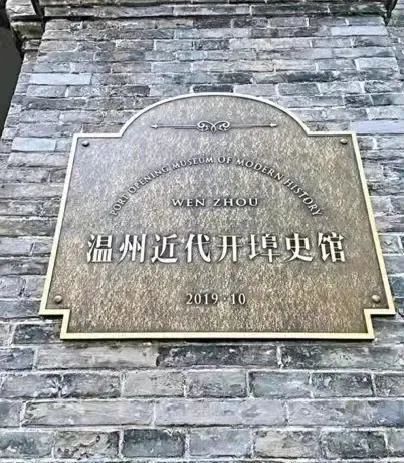 PORT OPENING MUSEUM OF MODERN HISTORY
WEN ZHOU
温州近代开埠史馆
2019·10